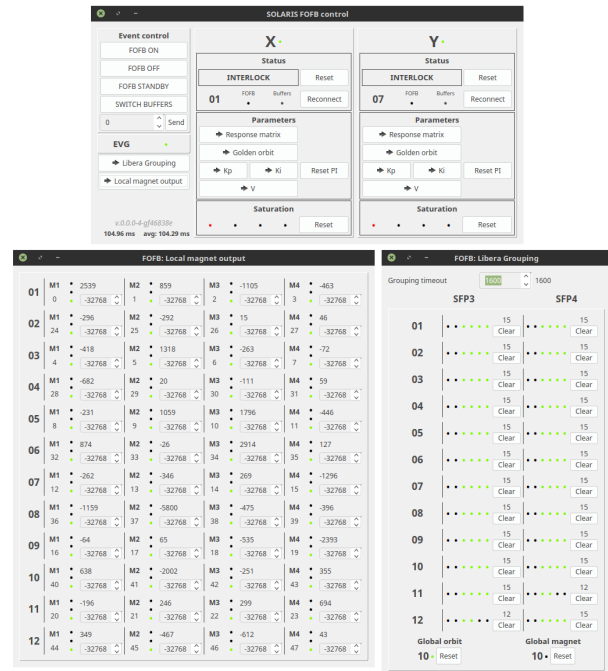 SOLARIS FOFB control
Event control
FOFB ON
FOFB OFF
FOFB STANDBY
SWITCH BUFFERS
0 Send
EVG
Libera Grouping
Local magnet output
v.0.0.0-4-gf46838e
104.96 ms avg: 104.29 ms
X
Status
INTERLOCK Reset
01 FOFB Buffers Reconnect
Parameters
Response matrix
Golden orbit
Kp Ki Reset PI
V
Saturation
Reset
Y
Status
INTERLOCK Reset
07 FOFB Buffers Reconnect
Parameters
Response matrix
Golden orbit
Kp Ki Reset PI
V
Saturation
Reset
FOFB: Local magnet output
01 M1 2539 M2 859 M3 -1105 M4 -463
0 -32768 1 -32768 2 -32768 3 -32768
02 M1 -296 M2 -292 M3 15 M4 46
24 -32768 25 -32768 26 -32768 27 -32768
03 M1 -418 M2 1318 M3 -263 M4 -72
4 -32768 5 -32768 6 -32768 7 -32768
04 M1 -682 M2 20 M3 -111 M4 59
28 -32768 29 -32768 30 -32768 31 -32768
05 M1 -231 M2 1059 M3 1796 M4 -446
8 -32768 9 -32768 10 -32768 11 -32768
06 M1 874 M2 -26 M3 2914 M4 127
32 -32768 33 -32768 34 -32768 35 -32768
07 M1 -262 M2 -346 M3 269 M4 -1296
12 -32768 13 -32768 14 -32768 15 -32768
08 M1 -1159 M2 -5800 M3 -475 M4 -396
36 -32768 37 -32768 38 -32768 39 -32768
09 M1 -64 M2 65 M3 -535 M4 -2393
16 -32768 17 -32768 18 -32768 19 -32768
10 M1 638 M2 -2002 M3 -251 M4 355
40 -32768 41 -32768 42 -32768 43 -32768
11 M1 -196 M2 246 M3 299 M4 694
20 -32768 21 -32768 22 -32768 23 -32768
12 M1 349 M2 -467 M3 -612 M4 43
44 -32768 45 -32768 46 -32768 47 -32768
FOFB: Libera Grouping
Grouping timeout 1600 1600
SFP3 SFP4
01 15 Clear 15 Clear
02 15 Clear 15 Clear
03 15 Clear 15 Clear
04 15 Clear 15 Clear
05 15 Clear 15 Clear
06 15 Clear 15 Clear
07 15 Clear 15 Clear
08 15 Clear 15 Clear
09 15 Clear 15 Clear
10 15 Clear 15 Clear
11 15 Clear 12 Clear
12 12 Clear 15 Clear
Global orbit Global magnet
10 Reset 10 Reset